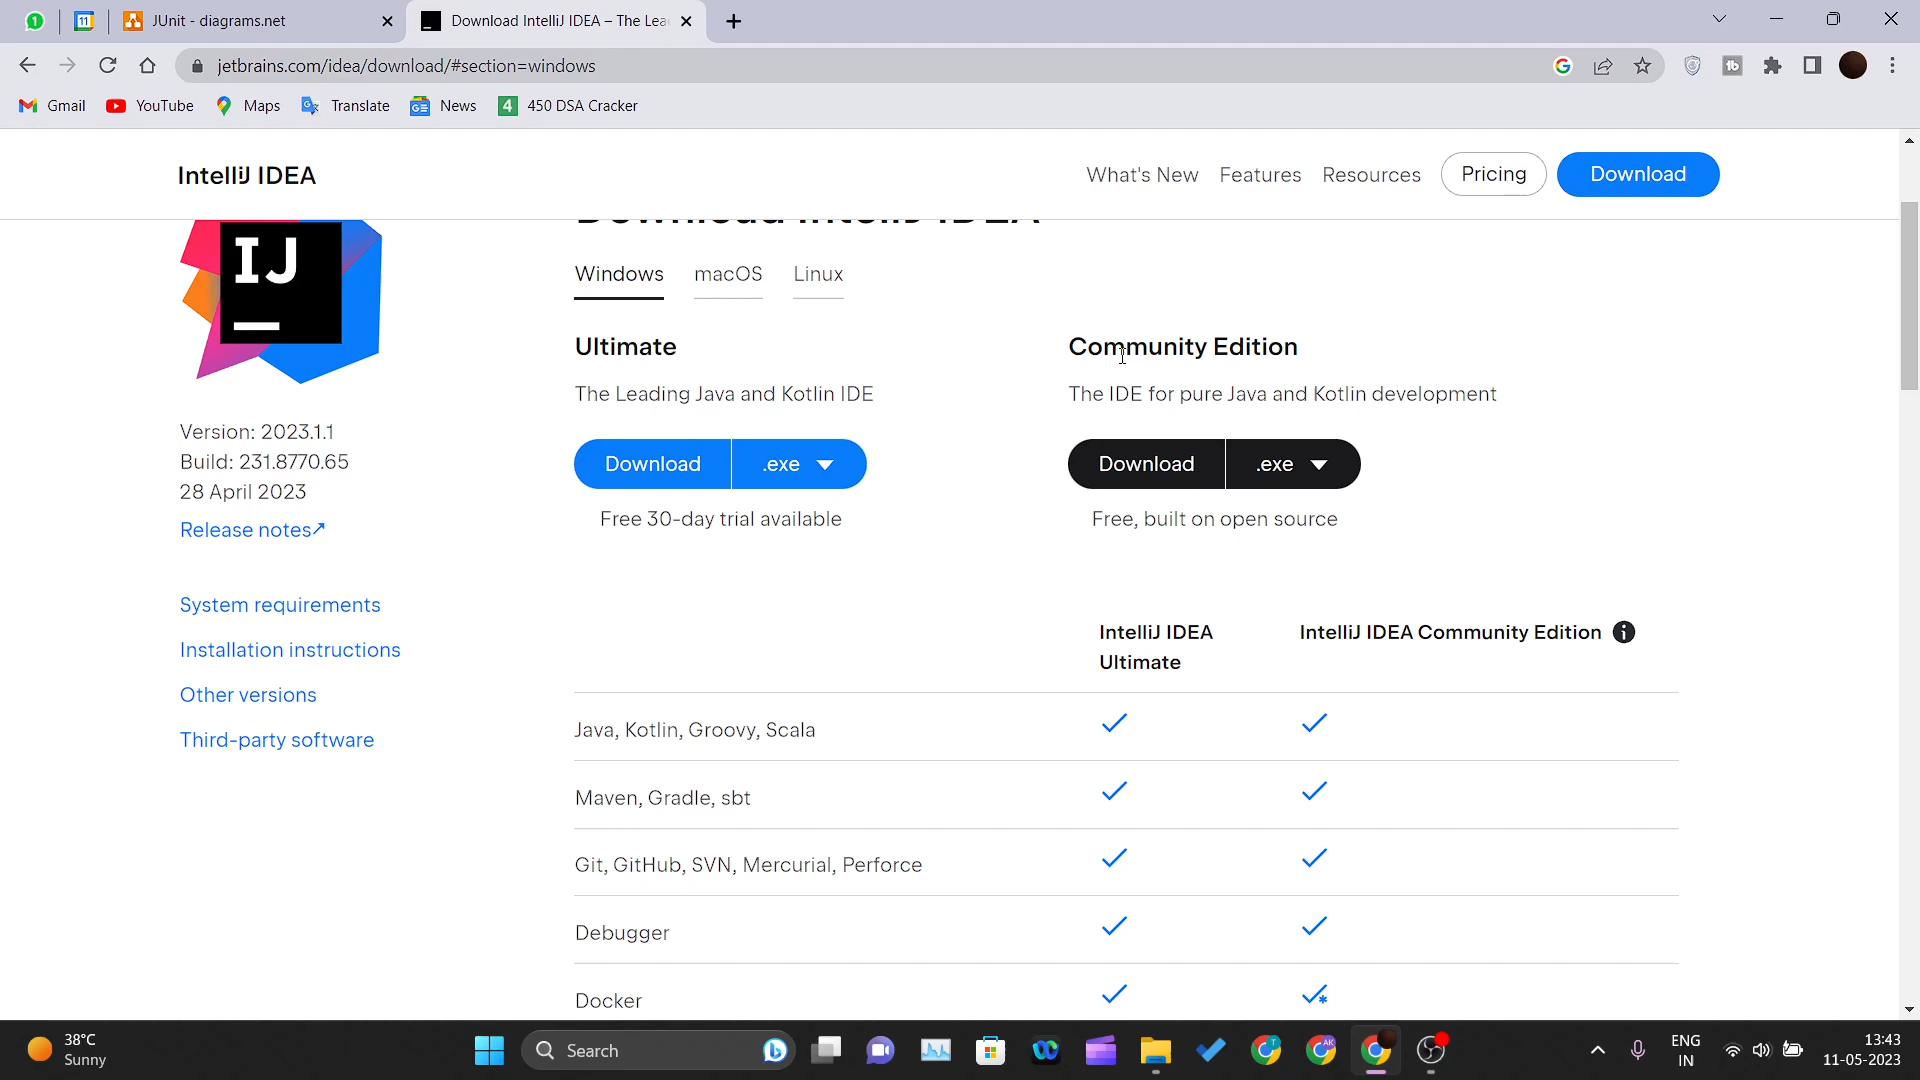 JUnit - diagrams.net
Download IntelliJ IDEA – The Lea
jetbrains.com/idea/download/#section=windows
Gmail
YouTube
Maps
Translate
News
4
450 DSA Cracker
IntelliJ IDEA
What's New
Features
Resources
Pricing
Download
Download IntelliJ IDEA
IJ
Windows
macOS
Linux
Ultimate
Community Edition
The Leading Java and Kotlin IDE
The IDE for pure Java and Kotlin development
Version: 2023.1.1
Build: 231.8770.65
28 April 2023
Release notes↗
Download
.exe
Download
.exe
Free 30-day trial available
Free, built on open source
System requirements
Installation instructions
Other versions
Third-party software
IntelliJ IDEA
Ultimate
IntelliJ IDEA Community Edition
Java, Kotlin, Groovy, Scala
Maven, Gradle, sbt
Git, GitHub, SVN, Mercurial, Perforce
Debugger
Docker
*
38°C
Sunny
Search
ENG
IN
13:43
11-05-2023